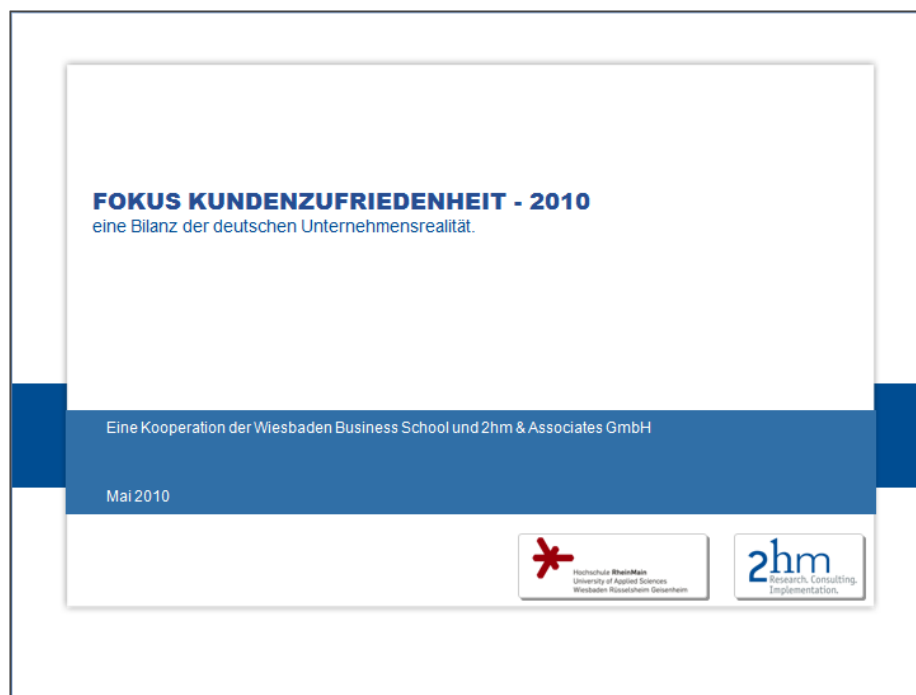 FOKUS KUNDENZUFRIEDENHEIT - 2010
eine Bilanz der deutschen Unternehmensrealität.
Eine Kooperation der Wiesbaden Business School und 2hm & Associates GmbH
Mai 2010
Hochschule RheinMain
University of Applied Sciences
Wiesbaden Rüsselsheim Geisenheim
2hm
Research. Consulting.
Implementation.